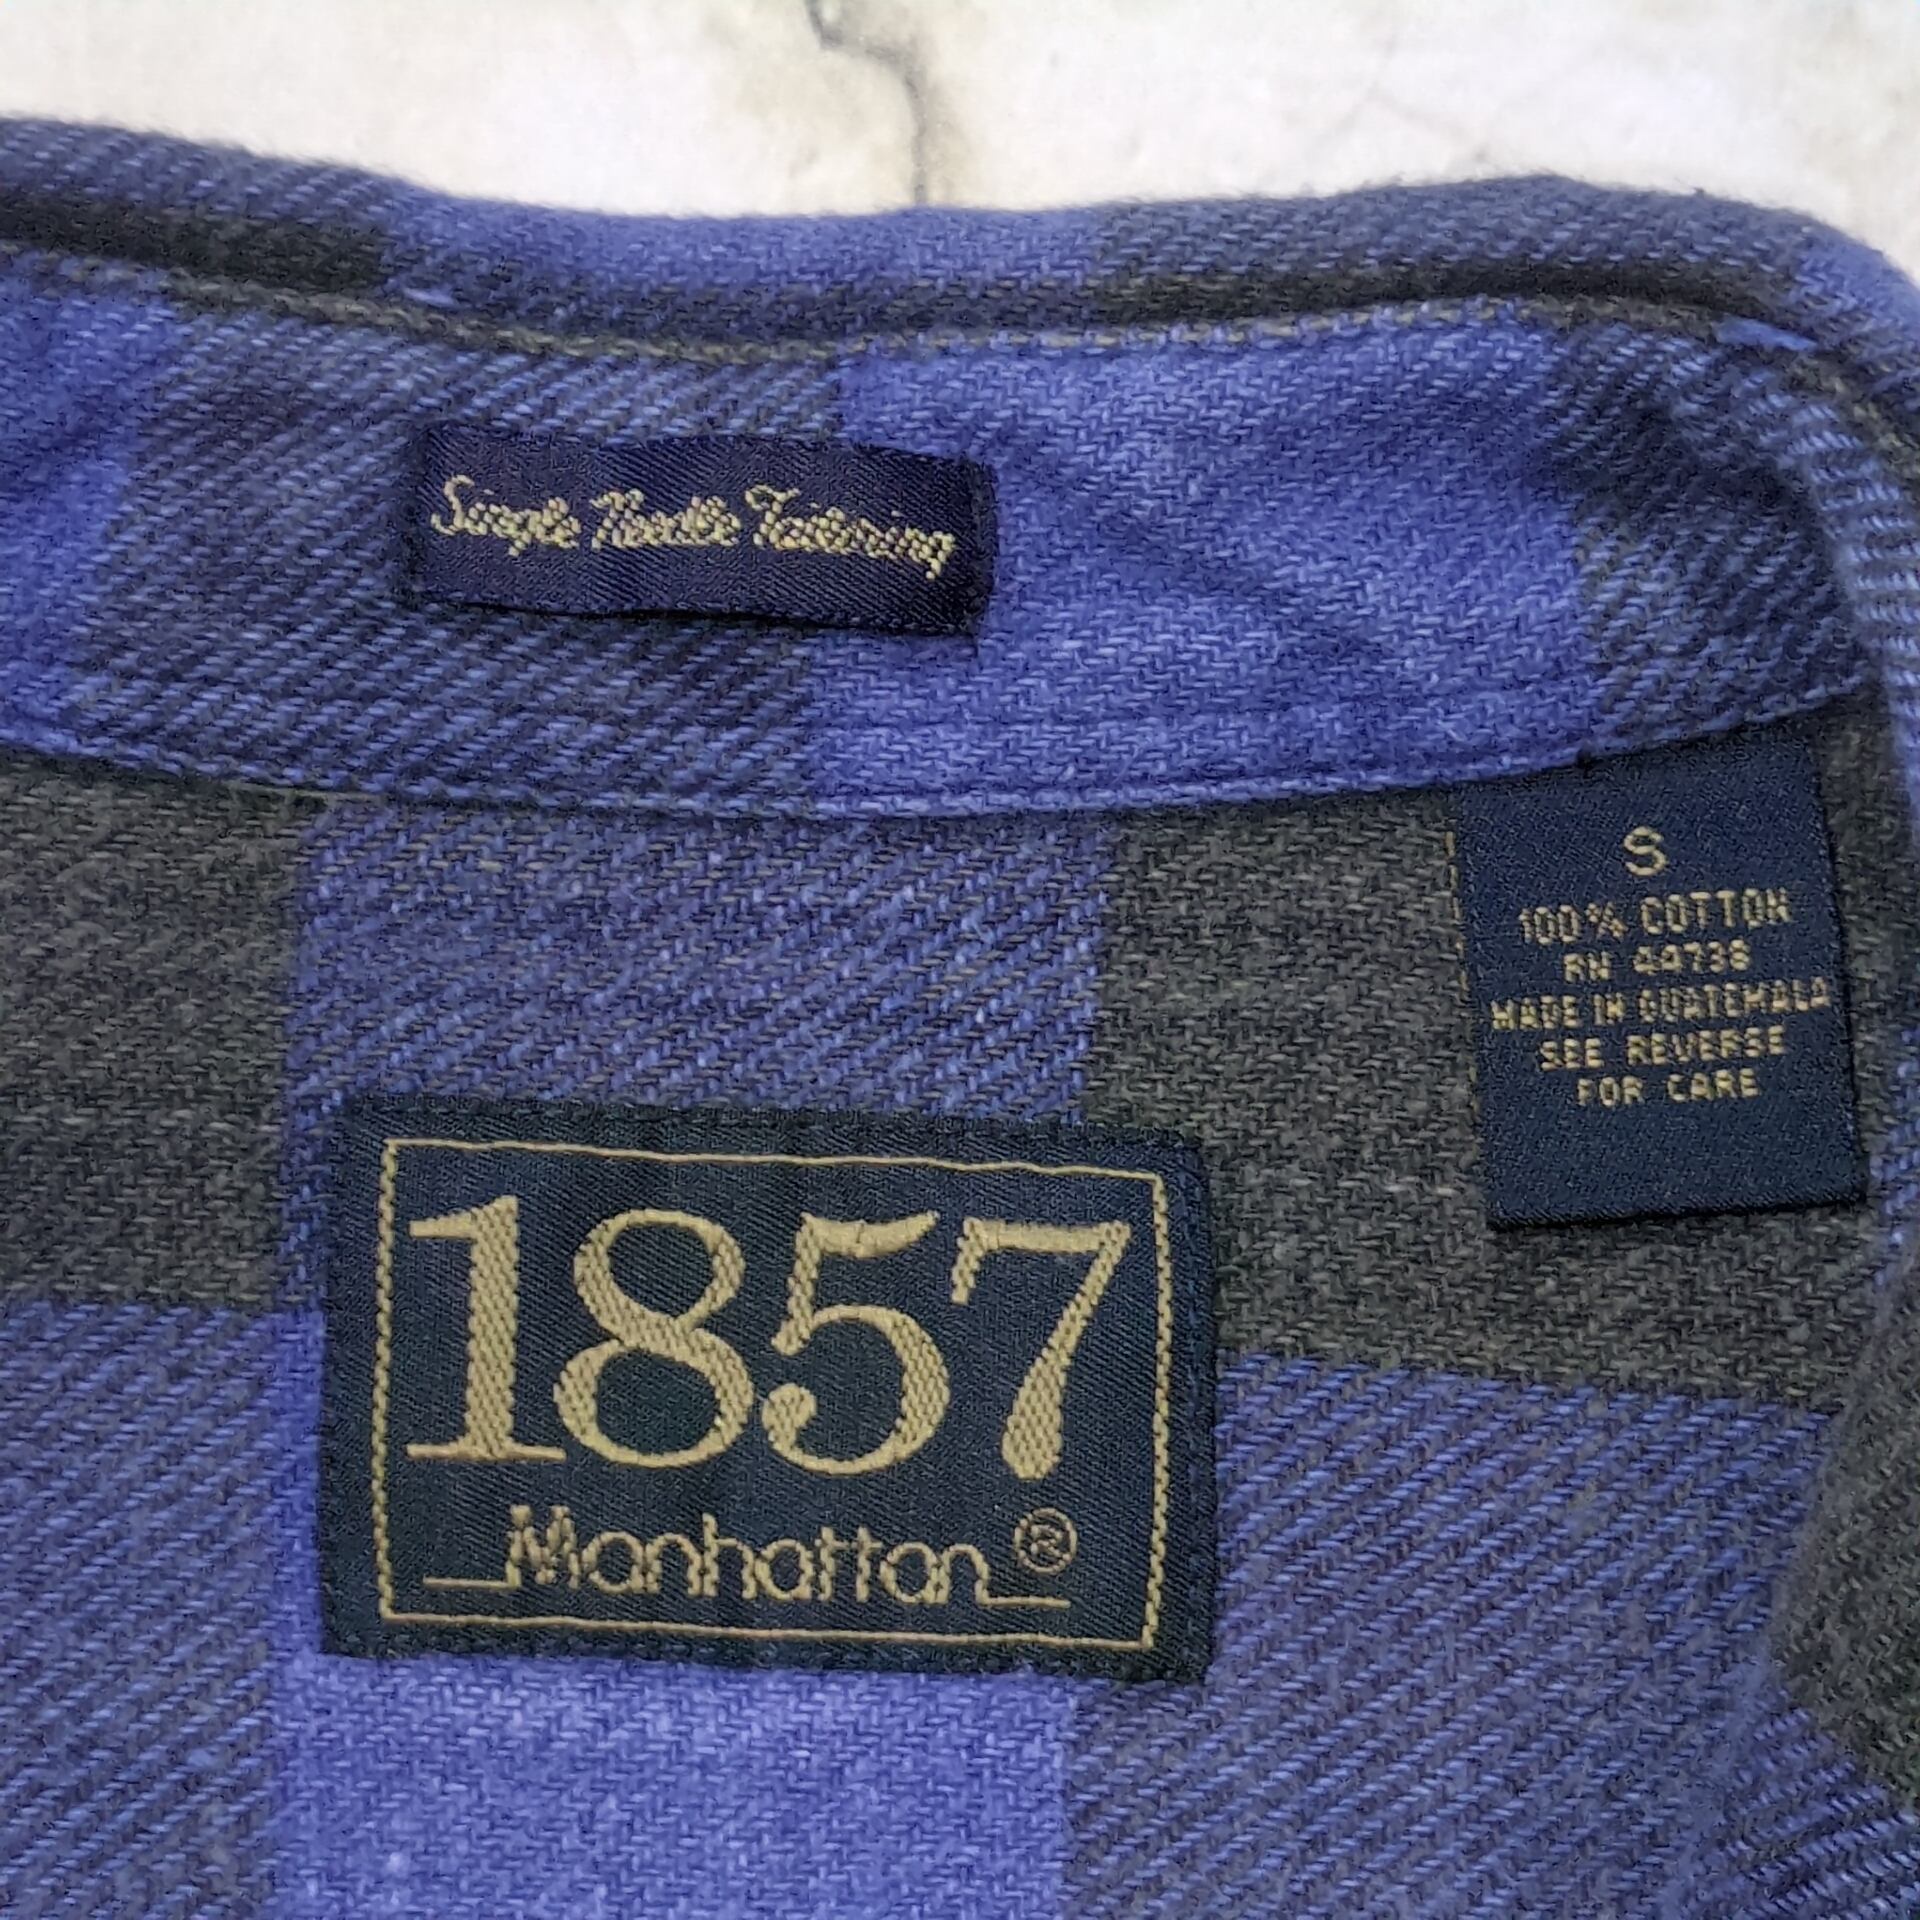 Single Needle Tailoring
S
100% COTTON
RN 44738
MADE IN GUATEMALA
SEE REVERSE
FOR CARE
1857
Manhattan®